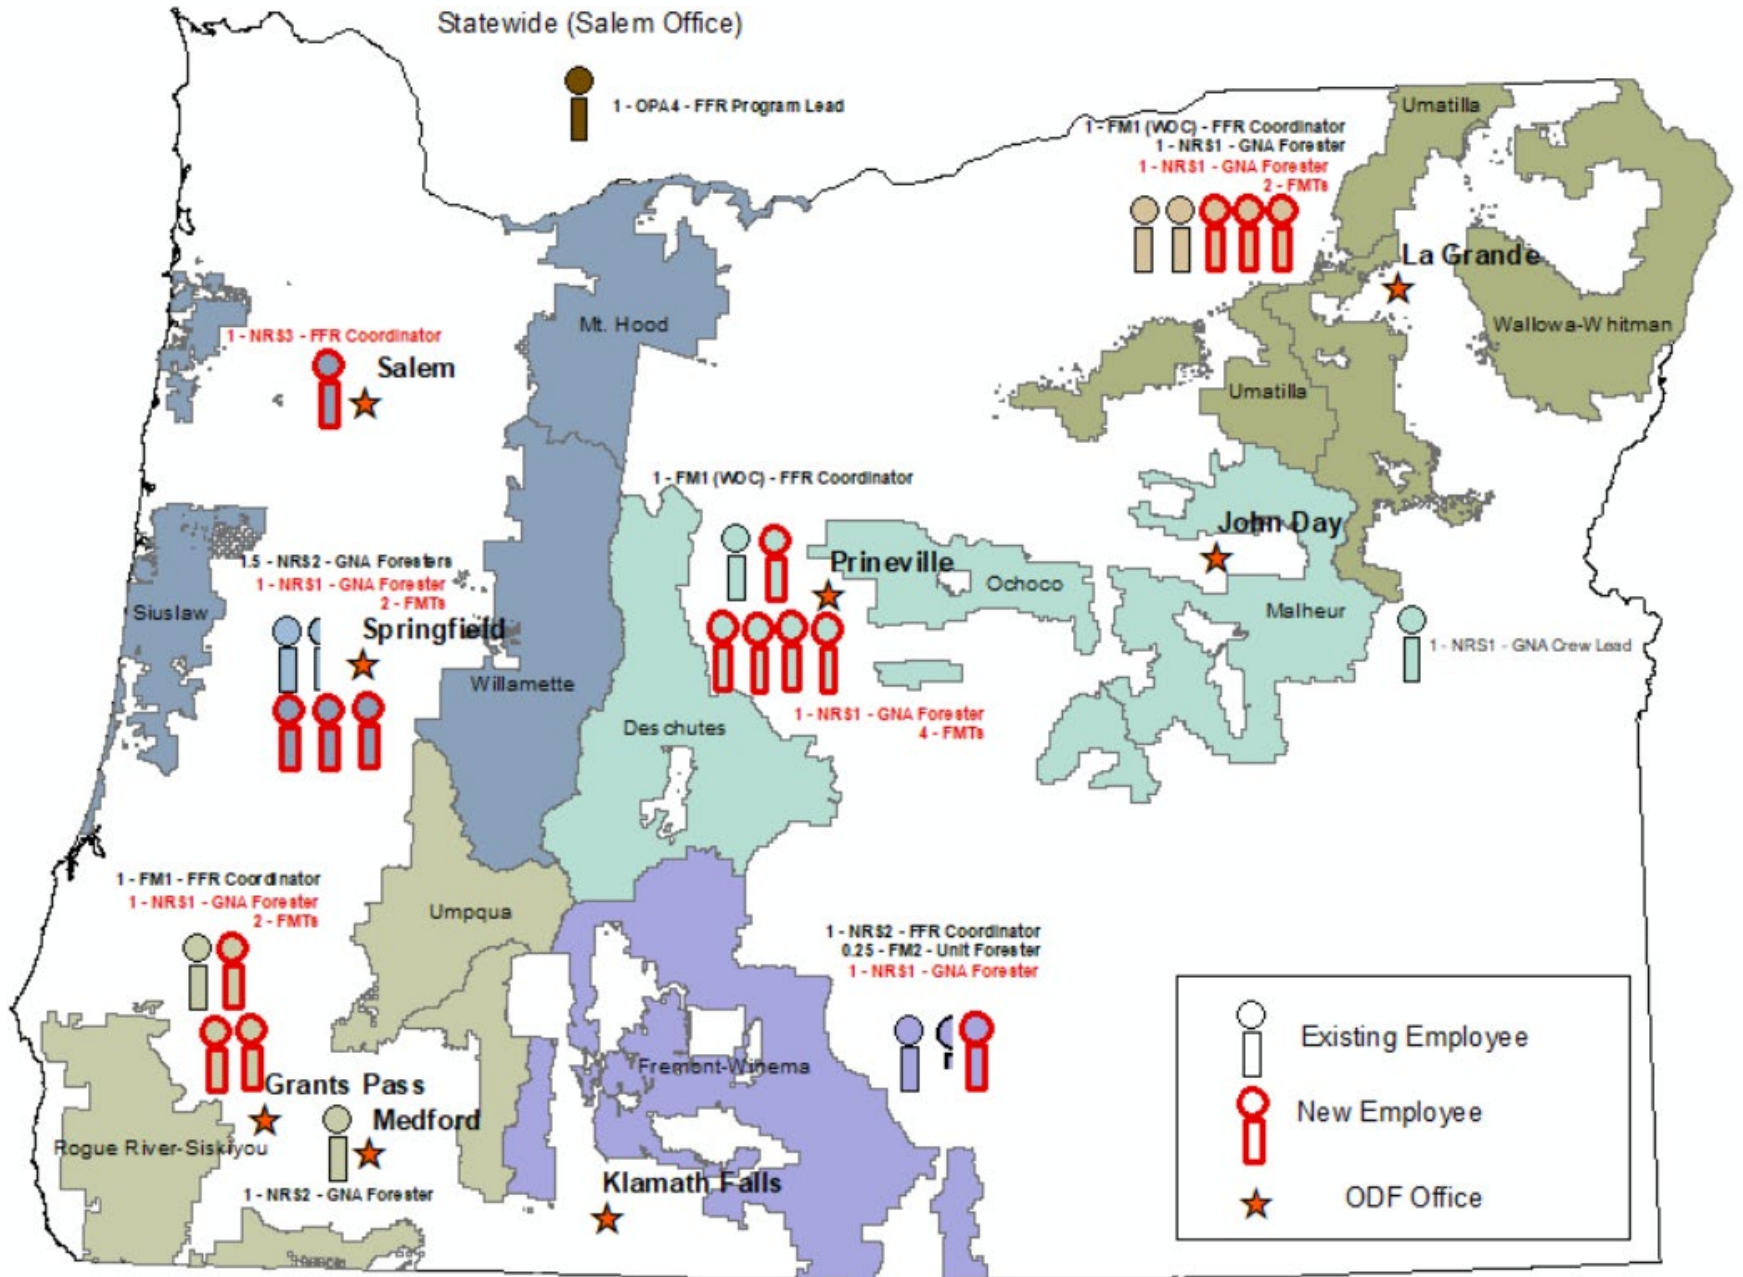 Statewide (Salem Office)
1 - OPA4 - FFR Program Lead
Umatilla
1 - FM1 (WOC) - FFR Coordinator
1 - NRS1 - GNA Forester
1 - NRS1 - GNA Forester
2 - FMTs
La Grande
Mt. Hood
Wallowa-Whitman
1 - NRS3 - FFR Coordinator
Salem
Umatilla
1 - FM1 (WOC) - FFR Coordinator
John Day
1.5 - NRS2 - GNA Foresters
1 - NRS1 - GNA Forester
2 - FMTs
Prineville
Ochoco
Malheur
Siuslaw
Springfield
1 - NRS1 - GNA Crew Lead
Willamette
Deschutes
1 - NRS1 - GNA Forester
4 - FMTs
1 - FM1 - FFR Coordinator
1 - NRS1 - GNA Forester
2 - FMTs
Umpqua
1 - NRS2 - FFR Coordinator
0.25 - FM2 - Unit Forester
1 - NRS1 - GNA Forester
Existing Employee
Fremont-Winema
Grants Pass
New Employee
Medford
Rogue River-Siskiyou
Klamath Falls
1 - NRS2 - GNA Forester
ODF Office